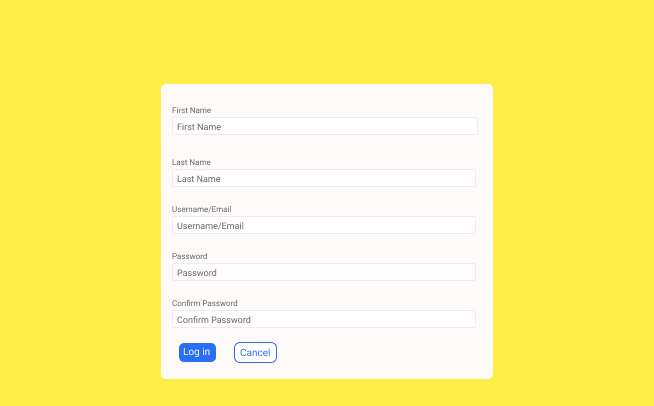 First Name
First Name
Last Name
Last Name
Username/Email
Username/Email
Password
Password
Confirm Password
Confirm Password
Log in Cancel